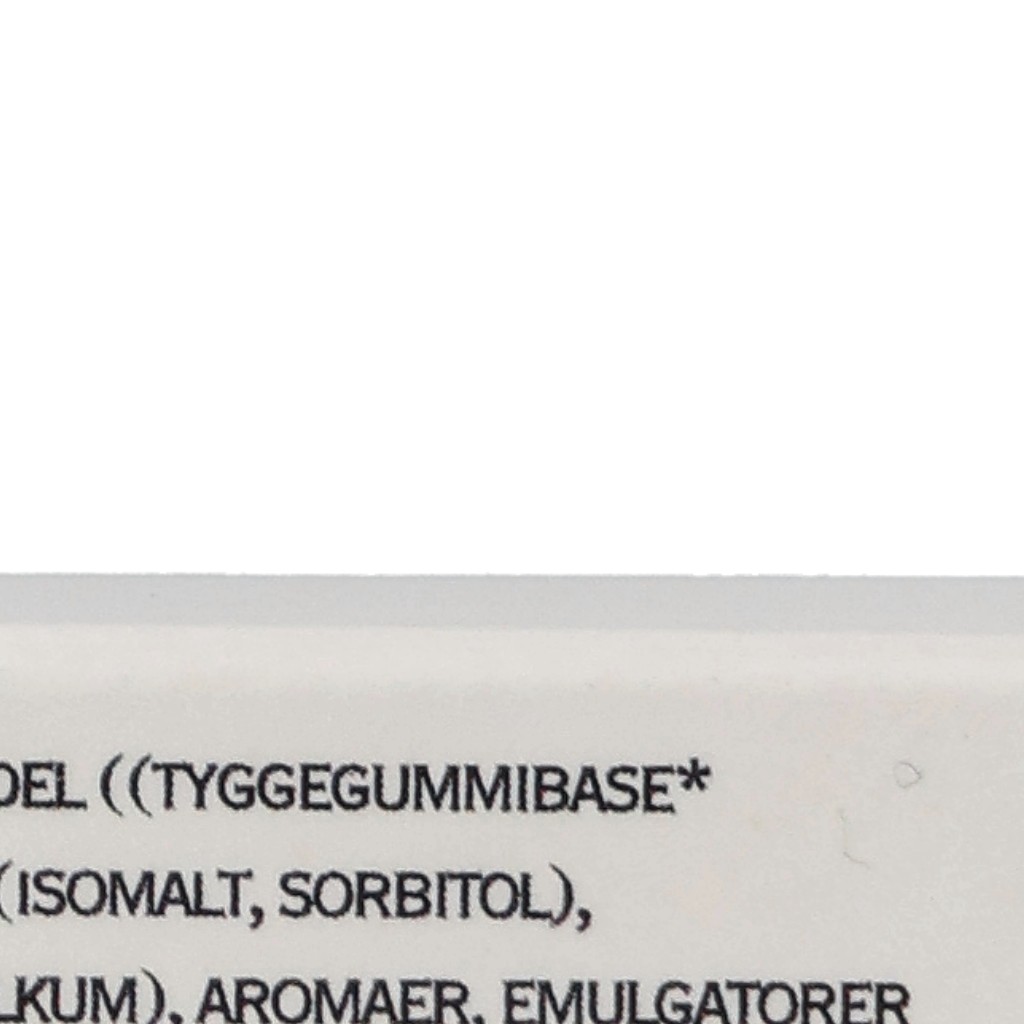 DEL ((TYGGEGUMMIBASE*
(ISOMALT, SORBITOL),
LKUM), AROMAER, EMULGATORER